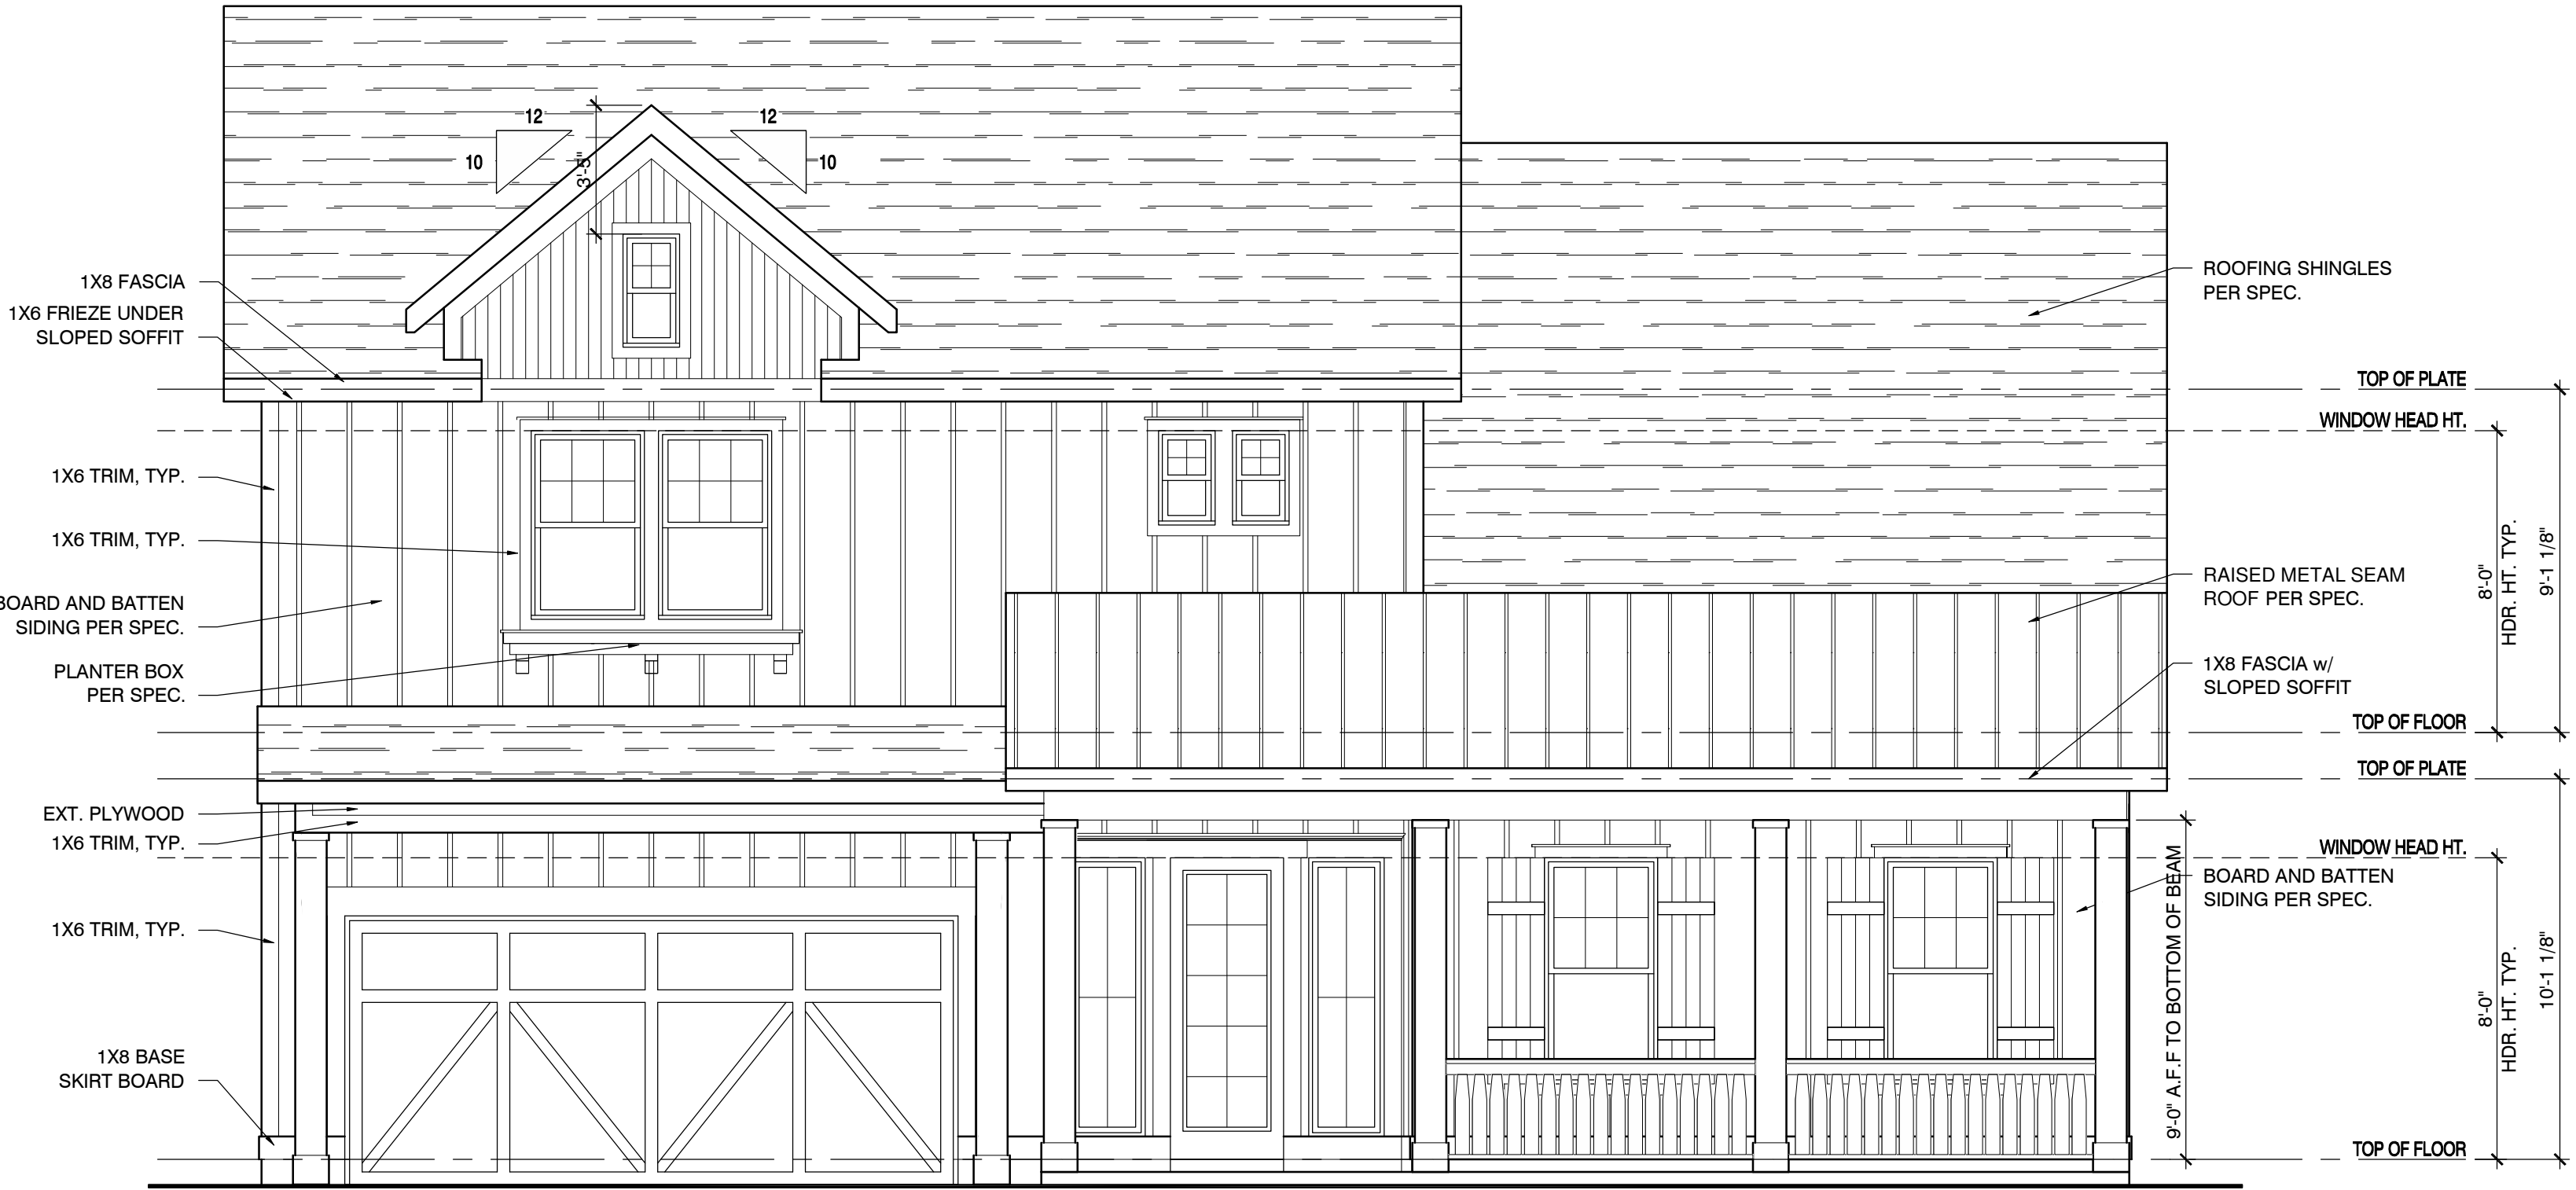 12
10
3'-5"
12
10
1X8 FASCIA
1X6 FRIEZE UNDER
SLOPED SOFFIT
1X6 TRIM, TYP.
1X6 TRIM, TYP.
BOARD AND BATTEN
SIDING PER SPEC.
PLANTER BOX
PER SPEC.
EXT. PLYWOOD
1X6 TRIM, TYP.
1X6 TRIM, TYP.
1X8 BASE
SKIRT BOARD
ROOFING SHINGLES
PER SPEC.
TOP OF PLATE
WINDOW HEAD HT.
8'-0"
HDR. HT. TYP.
9'-1 1/8"
RAISED METAL SEAM
ROOF PER SPEC.
1X8 FASCIA w/
SLOPED SOFFIT
TOP OF FLOOR
TOP OF PLATE
WINDOW HEAD HT.
BOARD AND BATTEN
SIDING PER SPEC.
9'-0" A.F.F TO BOTTOM OF BEAM
8'-0"
HDR. HT. TYP.
10'-1 1/8"
TOP OF FLOOR